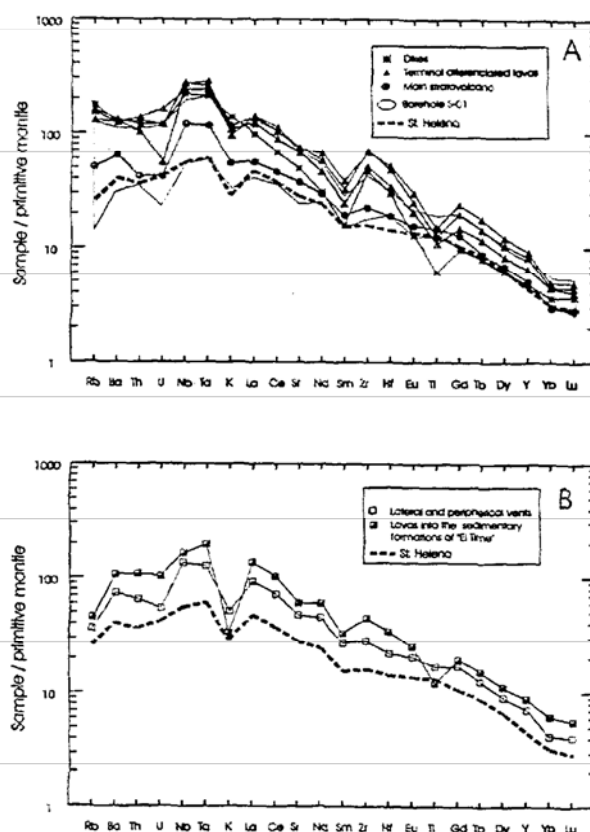 A
1000
100
10
1
Sample / primitive mantle
Dikes
Terminal differenciated lavas
Main stratovolcano
Borehole S-01
St. Helena
Rb Ba Th U Nb Ta K La Ce Sr Nd Sm Zr Hf Eu Ti Gd Tb Dy Y Yb Lu
B
1000
100
10
1
Sample / primitive mantle
Lateral and peripherical vents
Lavas into the sedimentary
formations of "El Time"
St. Helena
Rb Ba Th U Nb Ta K La Ce Sr Nd Sm Zr Hf Eu Ti Gd Tb Dy Y Yb Lu